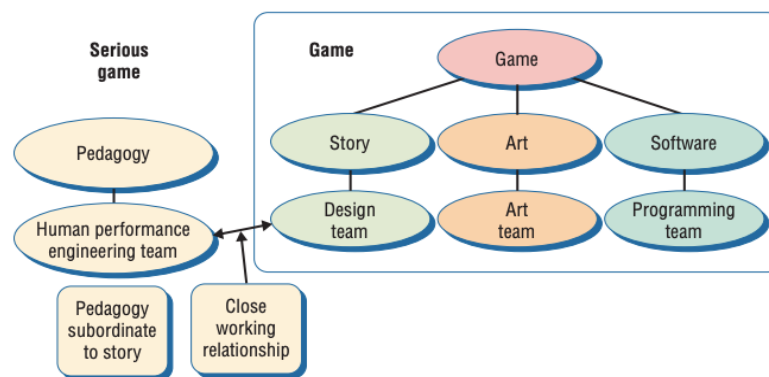 Serious
game
Game
Game
Pedagogy
Story
Art
Software
Human performance
engineering team
Design
team
Art
team
Programming
team
Pedagogy
subordinate
to story
Close
working
relationship